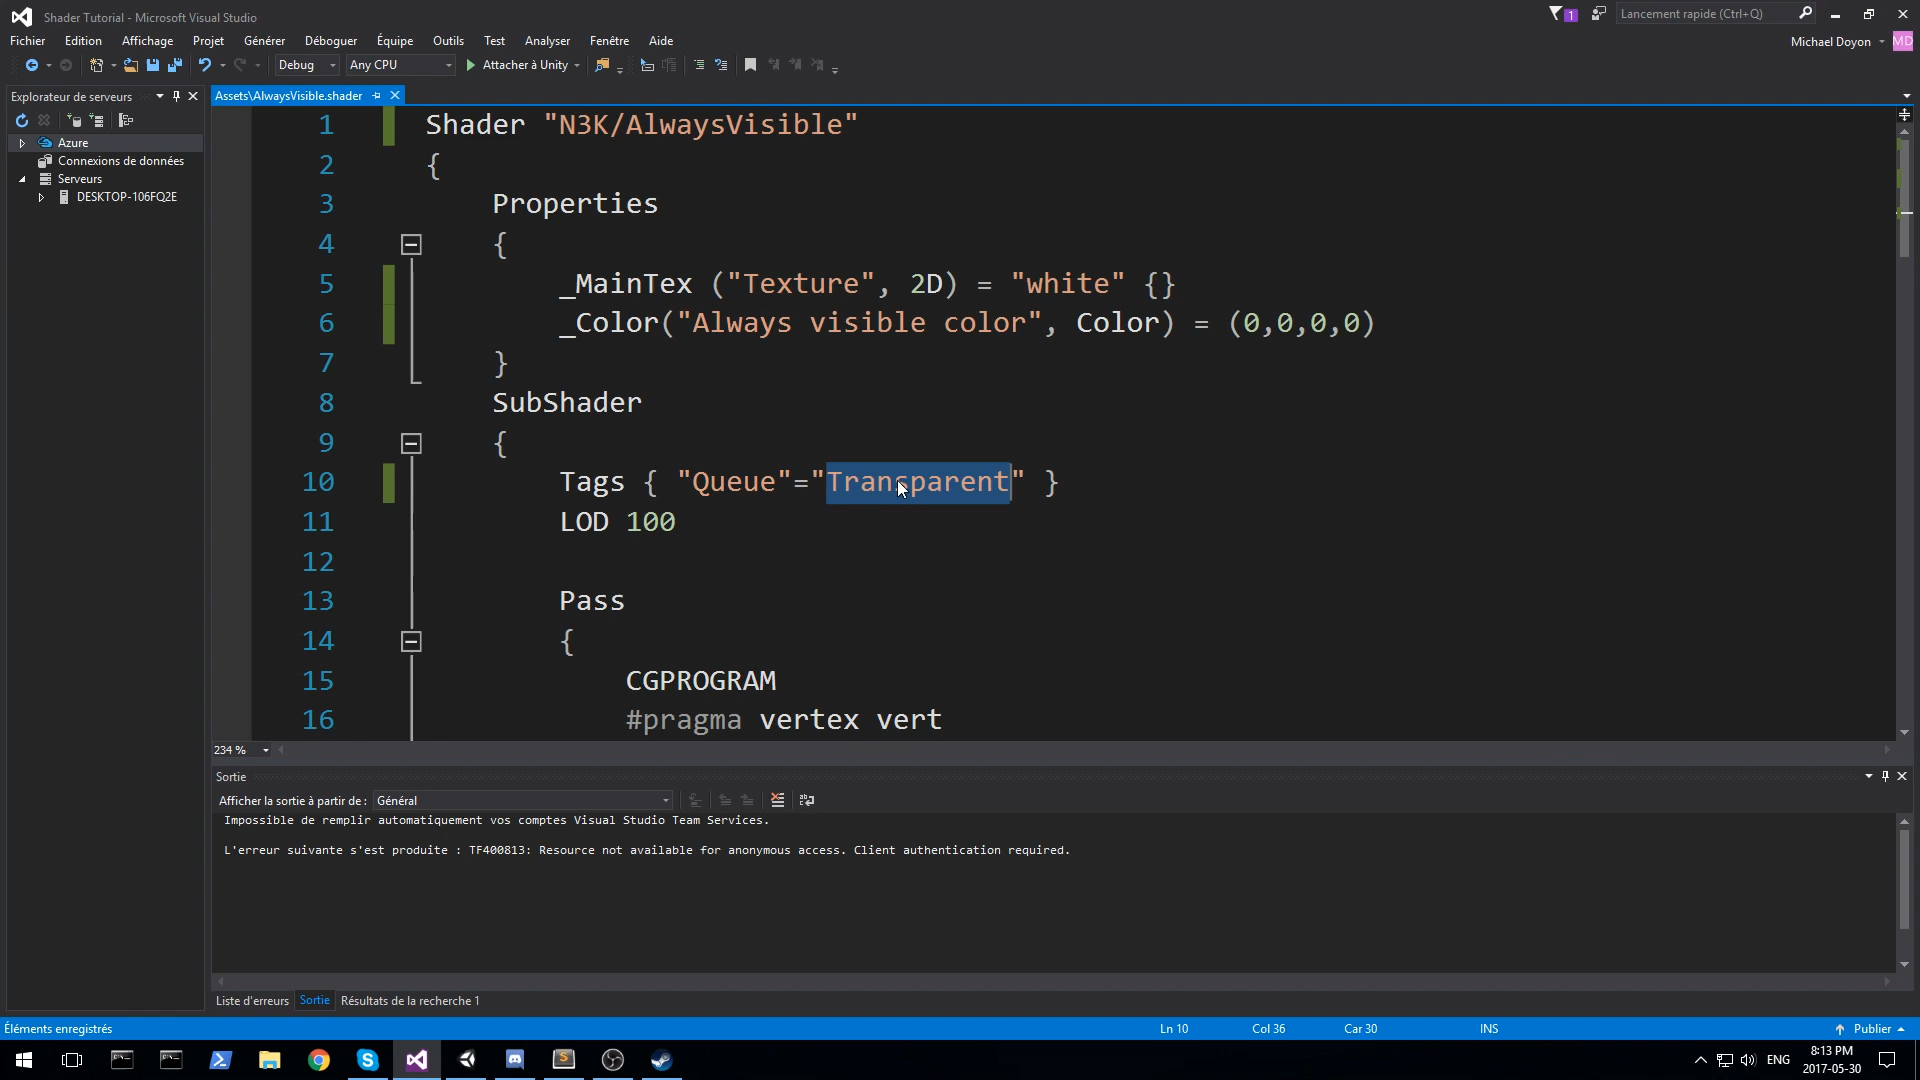 Shader Tutorial - Microsoft Visual Studio
1
Lancement rapide (Ctrl+Q)
Fichier Edition Affichage Projet Générer Déboguer Équipe Outils Test Analyser Fenêtre Aide
Michael Doyon MD
Debug Any CPU Attacher à Unity
Explorateur de serveurs
Azure
Connexions de données
Serveurs
DESKTOP-106FQ2E
Assets\AlwaysVisible.shader
1 Shader "N3K/AlwaysVisible"
2 {
3 Properties
4 {
5 _MainTex ("Texture", 2D) = "white" {}
6 _Color("Always visible color", Color) = (0,0,0,0)
7 }
8 SubShader
9 {
10 Tags { "Queue"="Transparent" }
11 LOD 100
12
13 Pass
14 {
15 CGPROGRAM
16 #pragma vertex vert
234 %
Sortie
Afficher la sortie à partir de : Général
Impossible de remplir automatiquement vos comptes Visual Studio Team Services.
L'erreur suivante s'est produite : TF400813: Resource not available for anonymous access. Client authentication required.
Liste d'erreurs Sortie Résultats de la recherche 1
Éléments enregistrés Ln 10 Col 36 Car 30 INS Publier
ENG
8:13 PM
2017-05-30